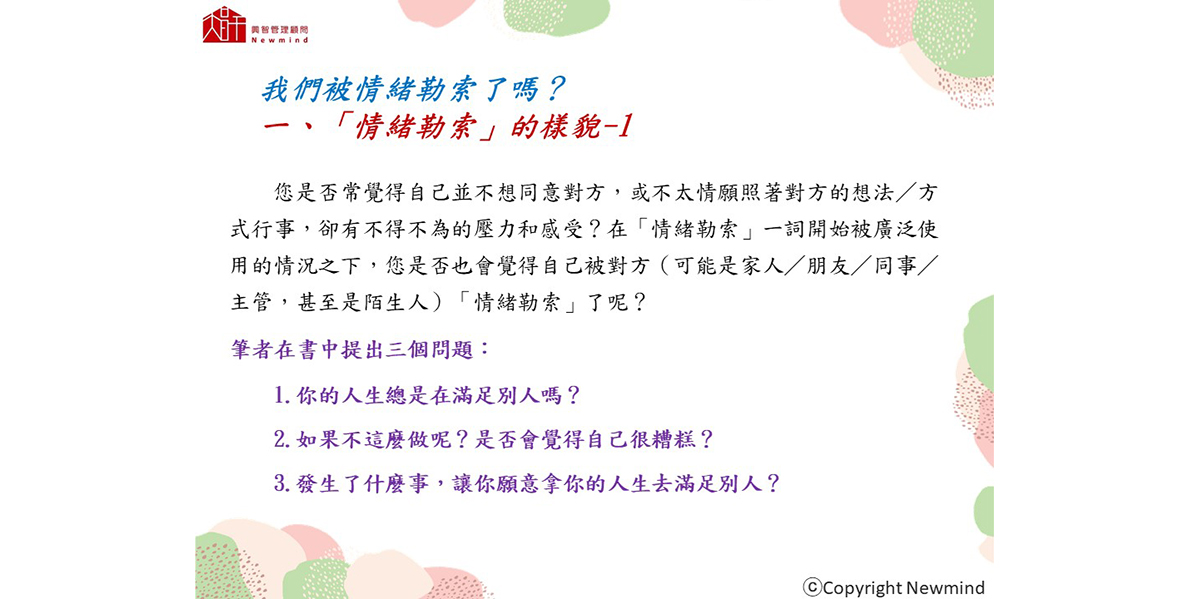 興智管理顧問
Newmind
我們被情緒勒索了嗎？
一、「情緒勒索」的樣貌-1
您是否常覺得自己並不想同意對方，或不太情願照著對方的想法／方
式行事，卻有不得不為的壓力和感受？在「情緒勒索」一詞開始被廣泛使
用的情況之下，您是否也會覺得自己被對方（可能是家人／朋友／同事／
主管，甚至是陌生人）「情緒勒索」了呢？
筆者在書中提出三個問題：
1. 你的人生總是在滿足別人嗎？
2. 如果不這麼做呢？是否會覺得自己很糟糕？
3. 發生了什麼事，讓你願意拿你的人生去滿足別人？
ⓒCopyright Newmind